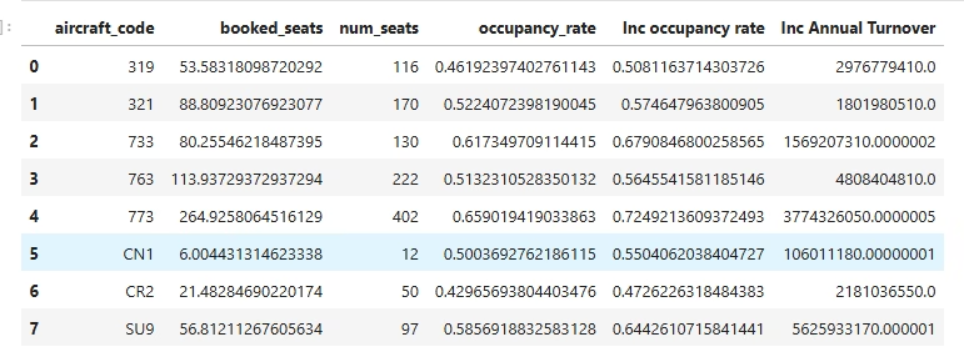 ]: aircraft_code booked_seats num_seats occupancy_rate Inc occupancy rate Inc Annual Turnover
0 319 53.58318098720292 116 0.46192397402761143 0.5081163714303726 2976779410.0
1 321 88.80923076923077 170 0.5224072398190045 0.574647963800905 1801980510.0
2 733 80.25546218487395 130 0.617349709114415 0.6790846800258565 1569207310.0000002
3 763 113.93729372937294 222 0.5132310528350132 0.5645541581185146 4808404810.0
4 773 264.9258064516129 402 0.659019419033863 0.7249213609372493 3774326050.0000005
5 CN1 6.004431314623338 12 0.5003692762186115 0.5504062038404727 106011180.00000001
6 CR2 21.48284690220174 50 0.42965693804403476 0.4726226318484383 2181036550.0
7 SU9 56.81211267605634 97 0.5856918832583128 0.6442610715841441 5625933170.000001